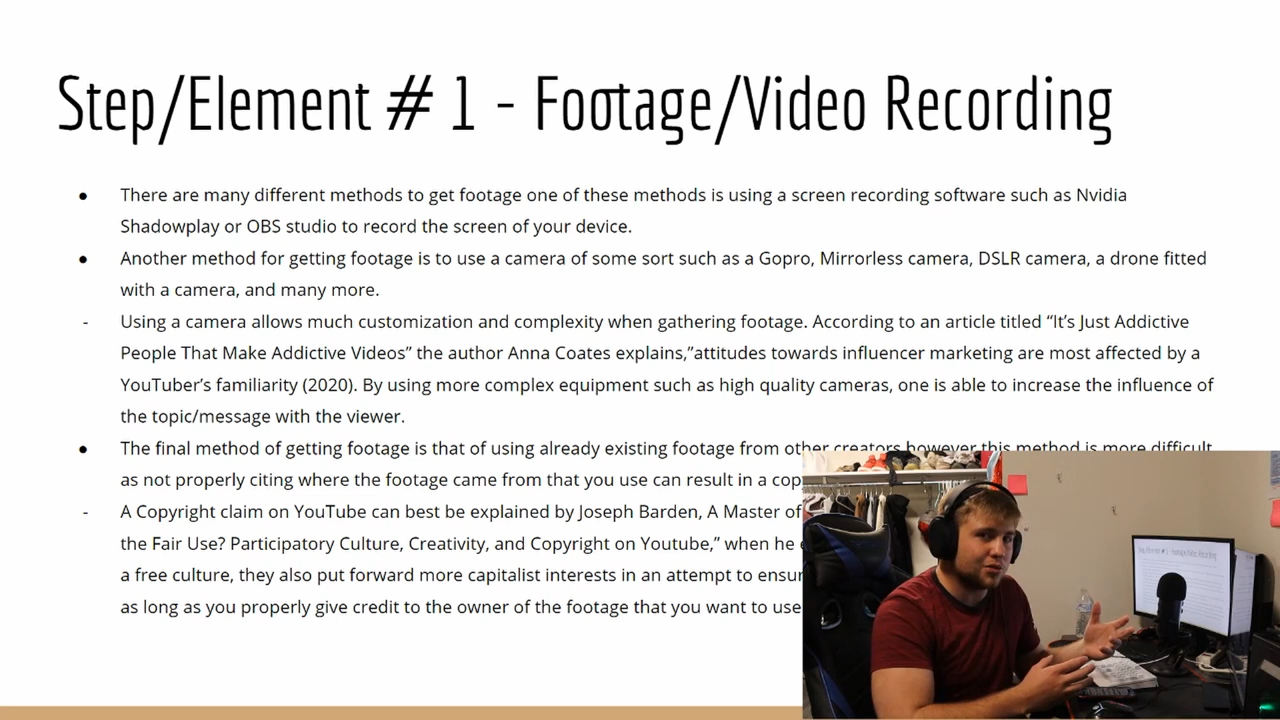 Step/Element # 1 - Footage/Video Recording
● There are many different methods to get footage one of these methods is using a screen recording software such as Nvidia
Shadowplay or OBS studio to record the screen of your device.
● Another method for getting footage is to use a camera of some sort such as a Gopro, Mirrorless camera, DSLR camera, a drone fitted
with a camera, and many more.
- Using a camera allows much customization and complexity when gathering footage. According to an article titled “It’s Just Addictive
People That Make Addictive Videos” the author Anna Coates explains,”attitudes towards influencer marketing are most affected by a
YouTuber’s familiarity (2020). By using more complex equipment such as high quality cameras, one is able to increase the influence of
the topic/message with the viewer.
● The final method of getting footage is that of using already existing footage from other creators however this method is more difficult
as not properly citing where the footage came from that you use can result in a cop
- A Copyright claim on YouTube can best be explained by Joseph Barden, A Master of
the Fair Use? Participatory Culture, Creativity, and Copyright on Youtube,” when he
a free culture, they also put forward more capitalist interests in an attempt to ensur
as long as you properly give credit to the owner of the footage that you want to use
Step/Element # 1 - Footage/Video Recording